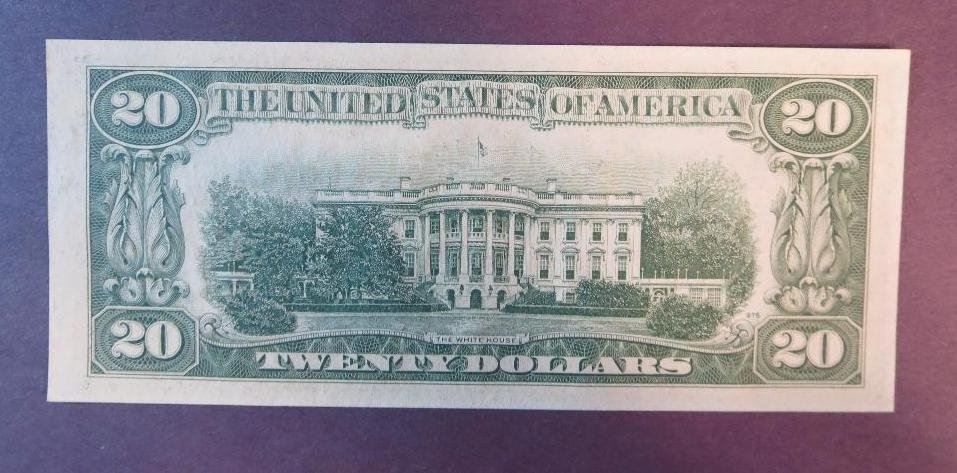 20 THE UNITED STATES OF AMERICA 20
THE WHITE HOUSE
20 TWENTY DOLLARS 20